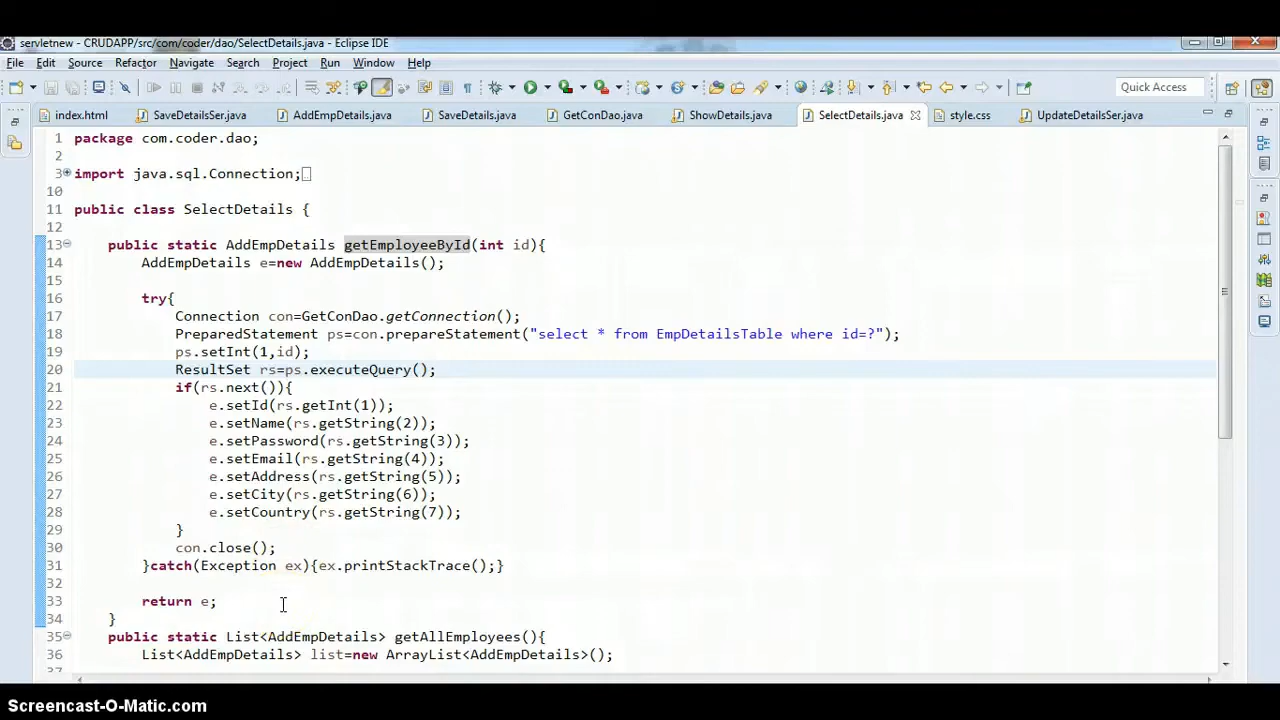 servletnew - CRUDAPP/src/com/coder/dao/SelectDetails.java - Eclipse IDE
File Edit Source Refactor Navigate Search Project Run Window Help
Quick Access
index.html SaveDetailsSer.java AddEmpDetails.java SaveDetails.java GetConDao.java ShowDetails.java SelectDetails.java style.css UpdateDetailsSer.java
1 package com.coder.dao;
2
3 import java.sql.Connection;
10
11 public class SelectDetails {
12
13 public static AddEmpDetails getEmployeeById(int id){
14 AddEmpDetails e=new AddEmpDetails();
15
16 try{
17 Connection con=GetConDao.getConnection();
18 PreparedStatement ps=con.prepareStatement("select * from EmpDetailsTable where id=?");
19 ps.setInt(1,id);
20 ResultSet rs=ps.executeQuery();
21 if(rs.next()){
22 e.setId(rs.getInt(1));
23 e.setName(rs.getString(2));
24 e.setPassword(rs.getString(3));
25 e.setEmail(rs.getString(4));
26 e.setAddress(rs.getString(5));
27 e.setCity(rs.getString(6));
28 e.setCountry(rs.getString(7));
29 }
30 con.close();
31 }catch(Exception ex){ex.printStackTrace();}
32
33 return e;
34 }
35 public static List<AddEmpDetails> getAllEmployees(){
36 List<AddEmpDetails> list=new ArrayList<AddEmpDetails>();
Screencast-O-Matic.com